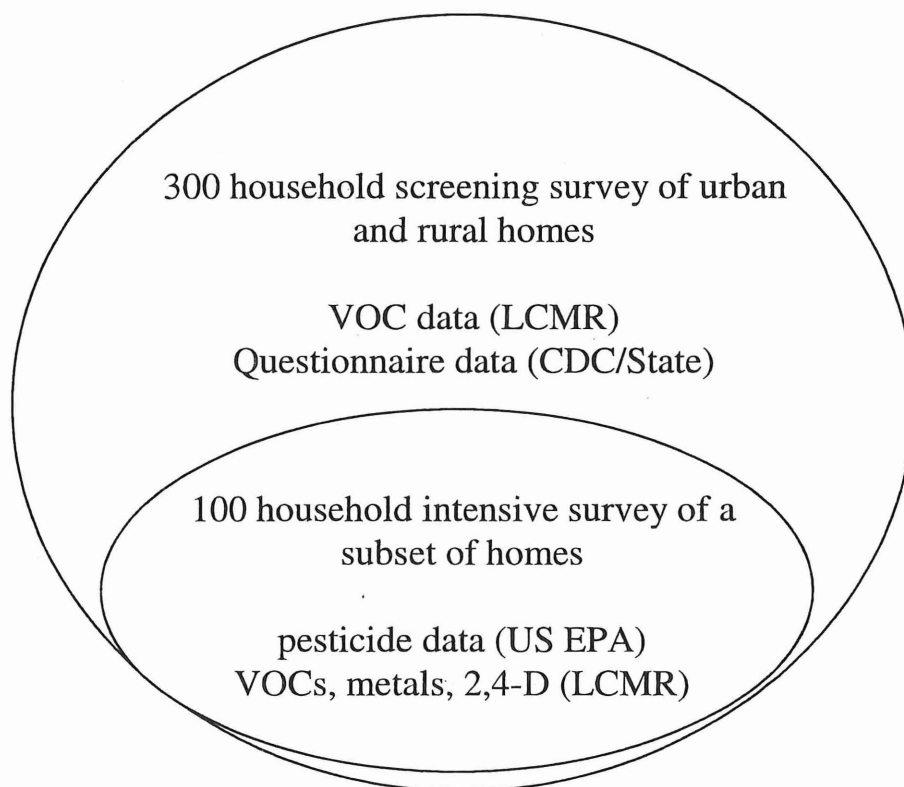 300 household screening survey of urban
and rural homes
VOC data (LCMR)
Questionnaire data (CDC/State)
100 household intensive survey of a
subset of homes
pesticide data (US EPA)
VOCs, metals, 2,4-D (LCMR)